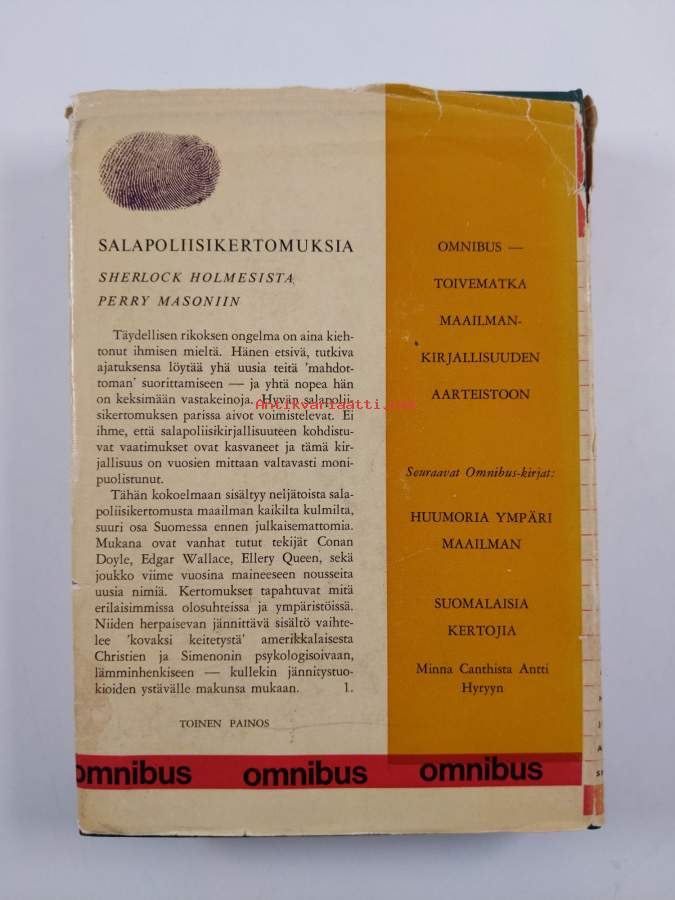 SALAPOLIISIKERTOMUKSIA
SHERLOCK HOLMESISTA
PERRY MASONIIN
Täydellisen rikoksen ongelma on aina kieh-
tonut ihmisen mieltä. Hänen etsivä, tutkiva
ajatuksensa löytää yhä uusia teitä 'mahdot-
toman' suorittamiseen — ja yhtä nopea hän
on keksimään vastakeinoja. Hyvän salapolii-
sikertomuksen parissa aivot voimistelevat. Ei
ihme, että salapoliisikirjallisuuteen kohdistu-
vat vaatimukset ovat kasvaneet ja tämä kir-
jallisuus on vuosien mittaan valtavasti moni-
puolistunut.
Tähän kokoelmaan sisältyy neljätoista sala-
poliisikertomusta maailman kaikilta kulmilta,
suuri osa Suomessa ennen julkaisemattomia.
Mukana ovat vanhat tutut tekijät Conan
Doyle, Edgar Wallace, Ellery Queen, sekä
joukko viime vuosina maineeseen nousseita
uusia nimiä. Kertomukset tapahtuvat mitä
erilaisimmissa olosuhteissa ja ympäristöissä.
Niiden herpaisevan jännittävä sisältö vaihte-
lee 'kovaksi keitetystä' amerikkalaisesta
Christien ja Simenonin psykologisoivaan,
lämminhenkiseen — kullekin jännitystuo-
kioiden ystävälle makunsa mukaan. 1.
TOINEN PAINOS
OMNIBUS —
TOIVEMATKA
MAAILMAN-
KIRJALLISUUDEN
AARTEISTOON
Seuraavat Omnibus-kirjat:
HUUMORIA YMPÄRI
MAAILMAN
SUOMALAISIA
KERTOJIA
Minna Canthista Antti
Hyryyn
omnibus omnibus omnibus
Antikvariaatti.com